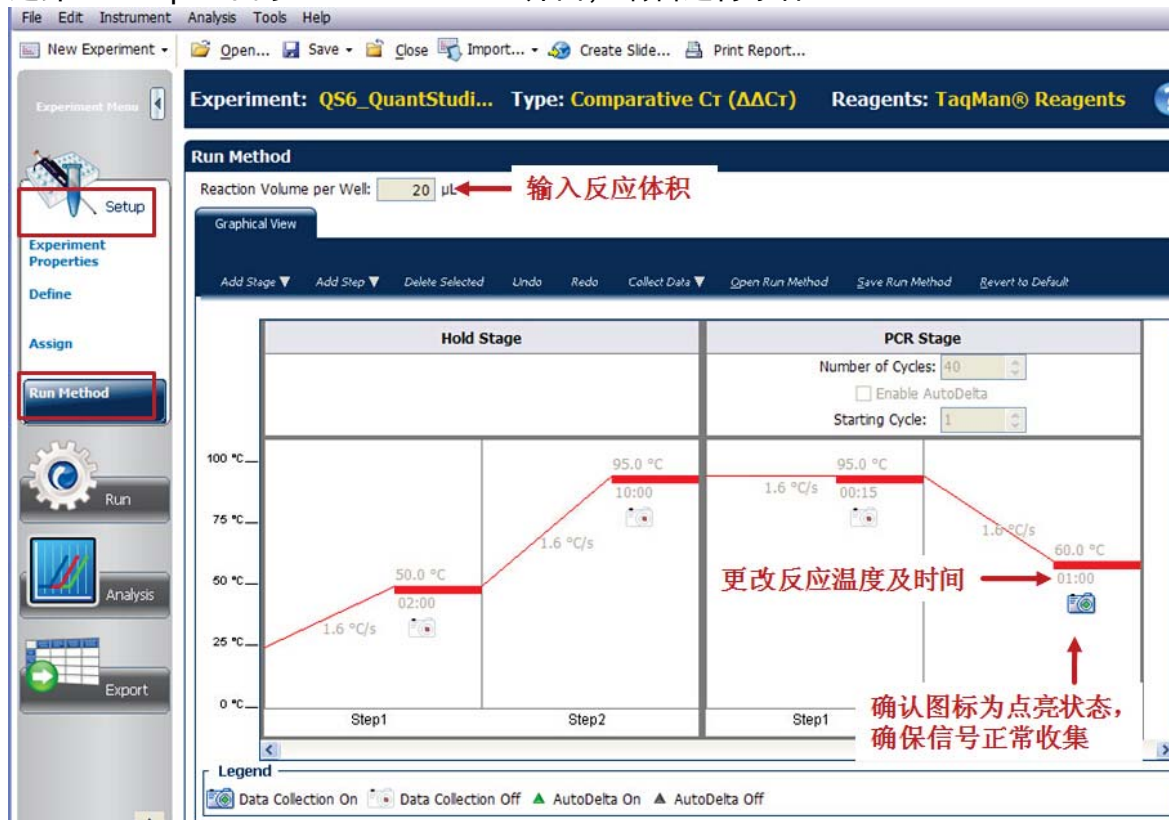 File Edit Instrument Analysis Tools Help
New Experiment Open... Save Close Import... Create Slide... Print Report...
Experiment Menu
Experiment: QS6_QuantStudi... Type: Comparative Cт (ΔΔCт) Reagents: TaqMan® Reagents
Run Method
Reaction Volume per Well: 20 µL
输入反应体积
Setup
Graphical View
Experiment Properties
Define
Assign
Run Method
Run
Analysis
Export
Add Stage Add Step Delete Selected Undo Redo Collect Data Open Run Method Save Run Method Revert to Default
Hold Stage PCR Stage
Number of Cycles: 40
Enable AutoDelta
Starting Cycle: 1
100 °C
75 °C
50 °C
25 °C
0 °C
1.6 °C/s
50.0 °C
02:00
1.6 °C/s
95.0 °C
10:00
1.6 °C/s
95.0 °C
00:15
1.6 °C/s
60.0 °C
01:00
更改反应温度及时间
确认图标为点亮状态，
确保信号正常收集
Step1 Step2 Step1
Legend
Data Collection On Data Collection Off AutoDelta On AutoDelta Off